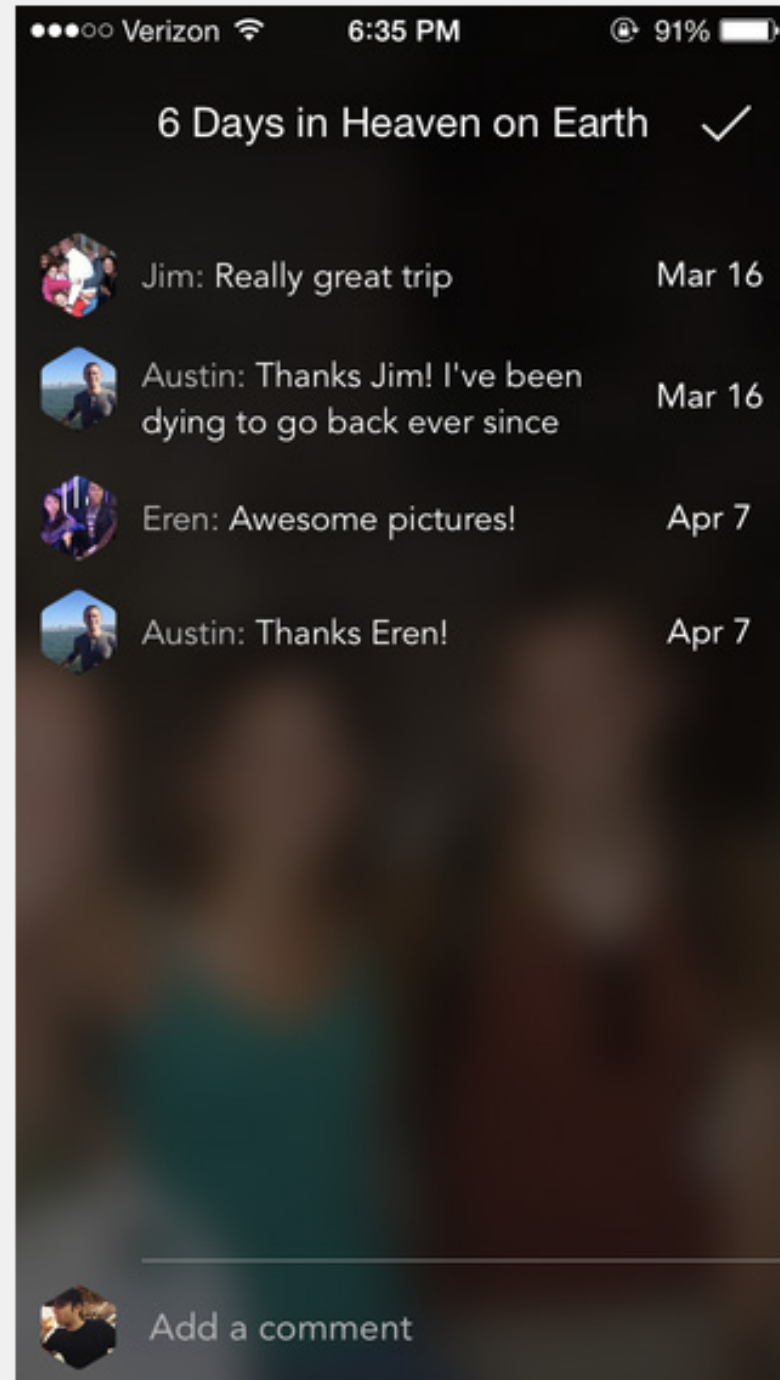 Verizon 6:35 PM 91%
6 Days in Heaven on Earth
Jim: Really great trip Mar 16
Austin: Thanks Jim! I've been
dying to go back ever since Mar 16
Eren: Awesome pictures! Apr 7
Austin: Thanks Eren! Apr 7
Add a comment